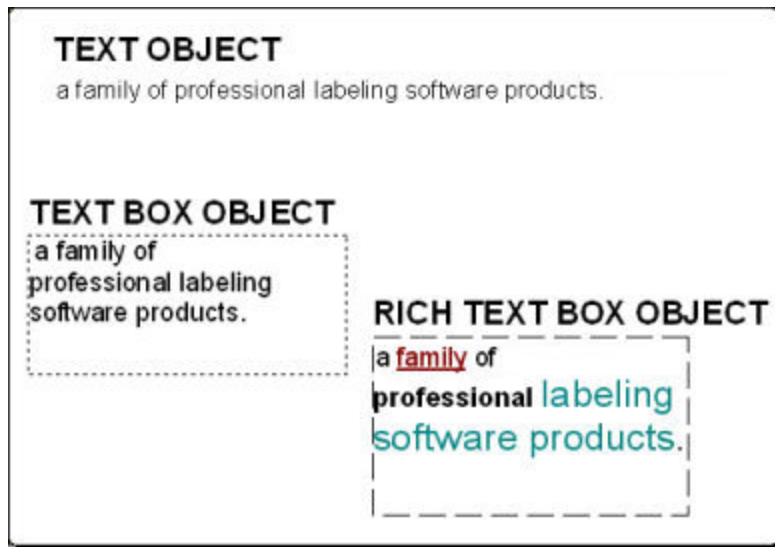 TEXT OBJECT
a family of professional labeling software products.
TEXT BOX OBJECT
a family of
professional labeling
software products.
RICH TEXT BOX OBJECT
a family of
professional labeling
software products.